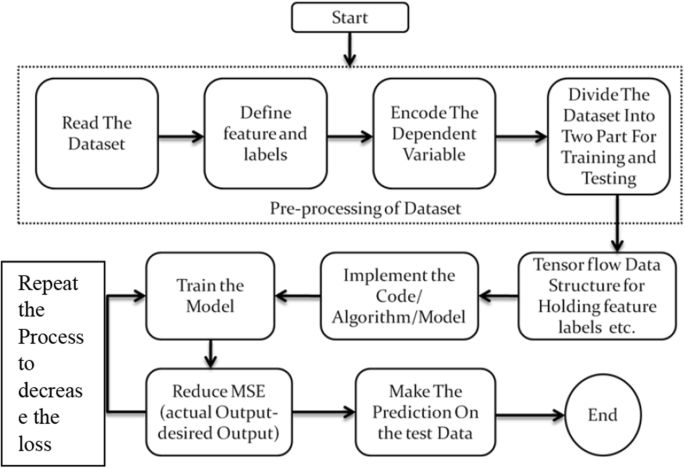 Start
Read The
Dataset
Define
feature and
labels
Encode The
Dependent
Variable
Divide The
Dataset Into
Two Part For
Training and
Testing
Pre-processing of Dataset
Tensor flow Data
Structure for
Holding feature
labels etc.
Implement the
Code/
Algorithm/Model
Train the
Model
Repeat
the
Process
to
decreas
e the
loss
Reduce MSE
(actual Output-
desired Output)
Make The
Prediction On
the test Data
End